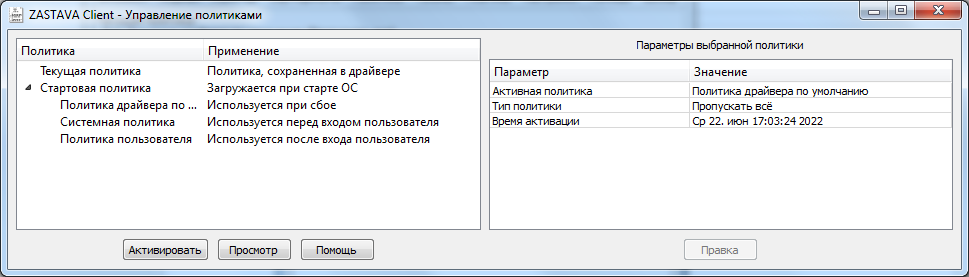 ZASTAVA Client - Управление политиками
Политика Применение
Текущая политика Политика, сохраненная в драйвере
Стартовая политика Загружается при старте ОС
Политика драйвера по ... Используется при сбое
Системная политика Используется перед входом пользователя
Политика пользователя Используется после входа пользователя
Активировать Просмотр Помощь
Параметры выбранной политики
Параметр Значение
Активная политика Политика драйвера по умолчанию
Тип политики Пропускать всё
Время активации Ср 22. июн 17:03:24 2022
Правка